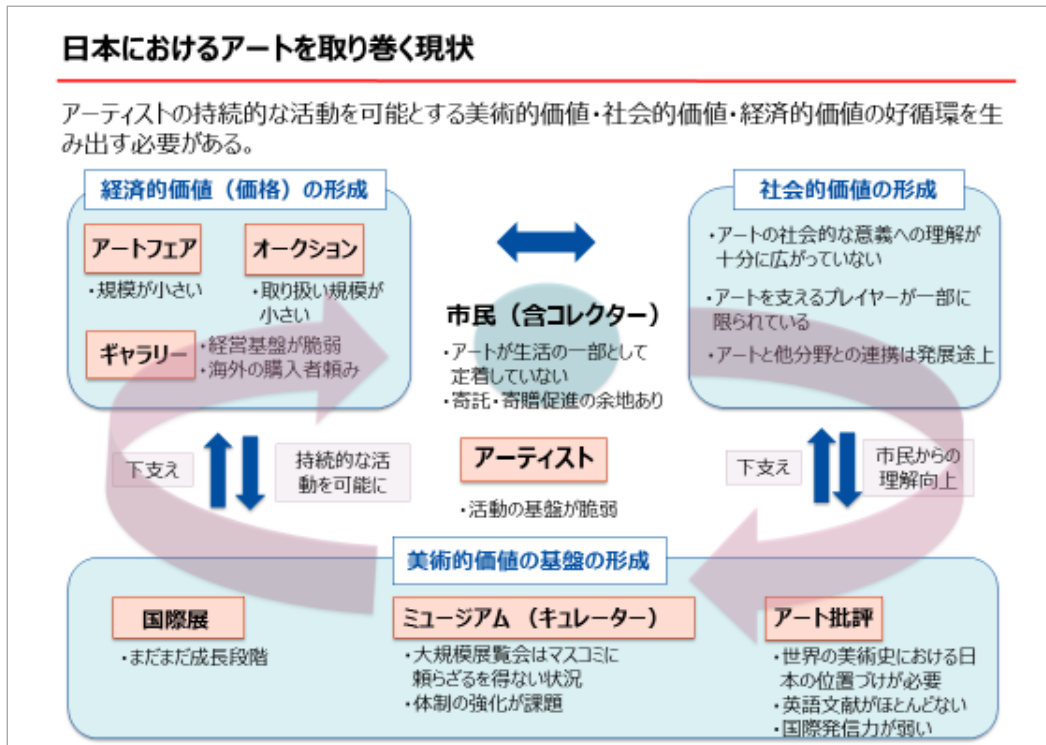 日本におけるアートを取り巻く現状
アーティストの持続的な活動を可能とする美術的価値・社会的価値・経済的価値の好循環を生
み出す必要がある。
経済的価値（価格）の形成
アートフェア
・規模が小さい
オークション
・取り扱い規模が
小さい
ギャラリー
・経営基盤が脆弱
・海外の購入者頼み
市民（含コレクター）
・アートが生活の一部として
定着していない
・寄託・寄贈促進の余地あり
アーティスト
・活動の基盤が脆弱
社会的価値の形成
・アートの社会的な意義への理解が
十分に広がっていない
・アートを支えるプレイヤーが一部に
限られている
・アートと他分野との連携は発展途上
下支え
持続的な活
動を可能に
下支え
市民からの
理解向上
美術的価値の基盤の形成
国際展
・まだまだ成長段階
ミュージアム （キュレーター）
・大規模展覧会はマスコミに
頼らざるを得ない状況
・体制の強化が課題
アート批評
・世界の美術史における日
本の位置づけが必要
・英語文献がほとんどない
・国際発信力が弱い